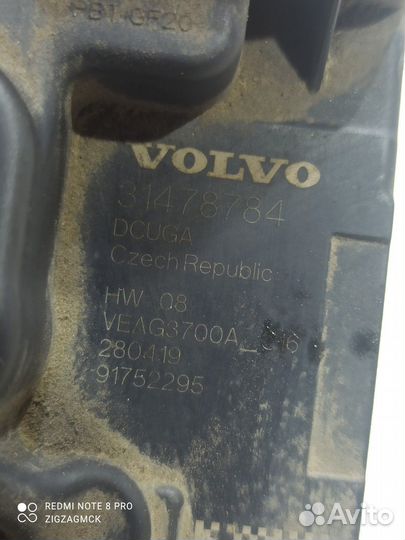 PBT-GF20
VOLVO
31478784
DCUGA
Czech Republic
HW 08
280419
91752295
REDMI NOTE 8 PRO
ZIGZAGMCK
Avito